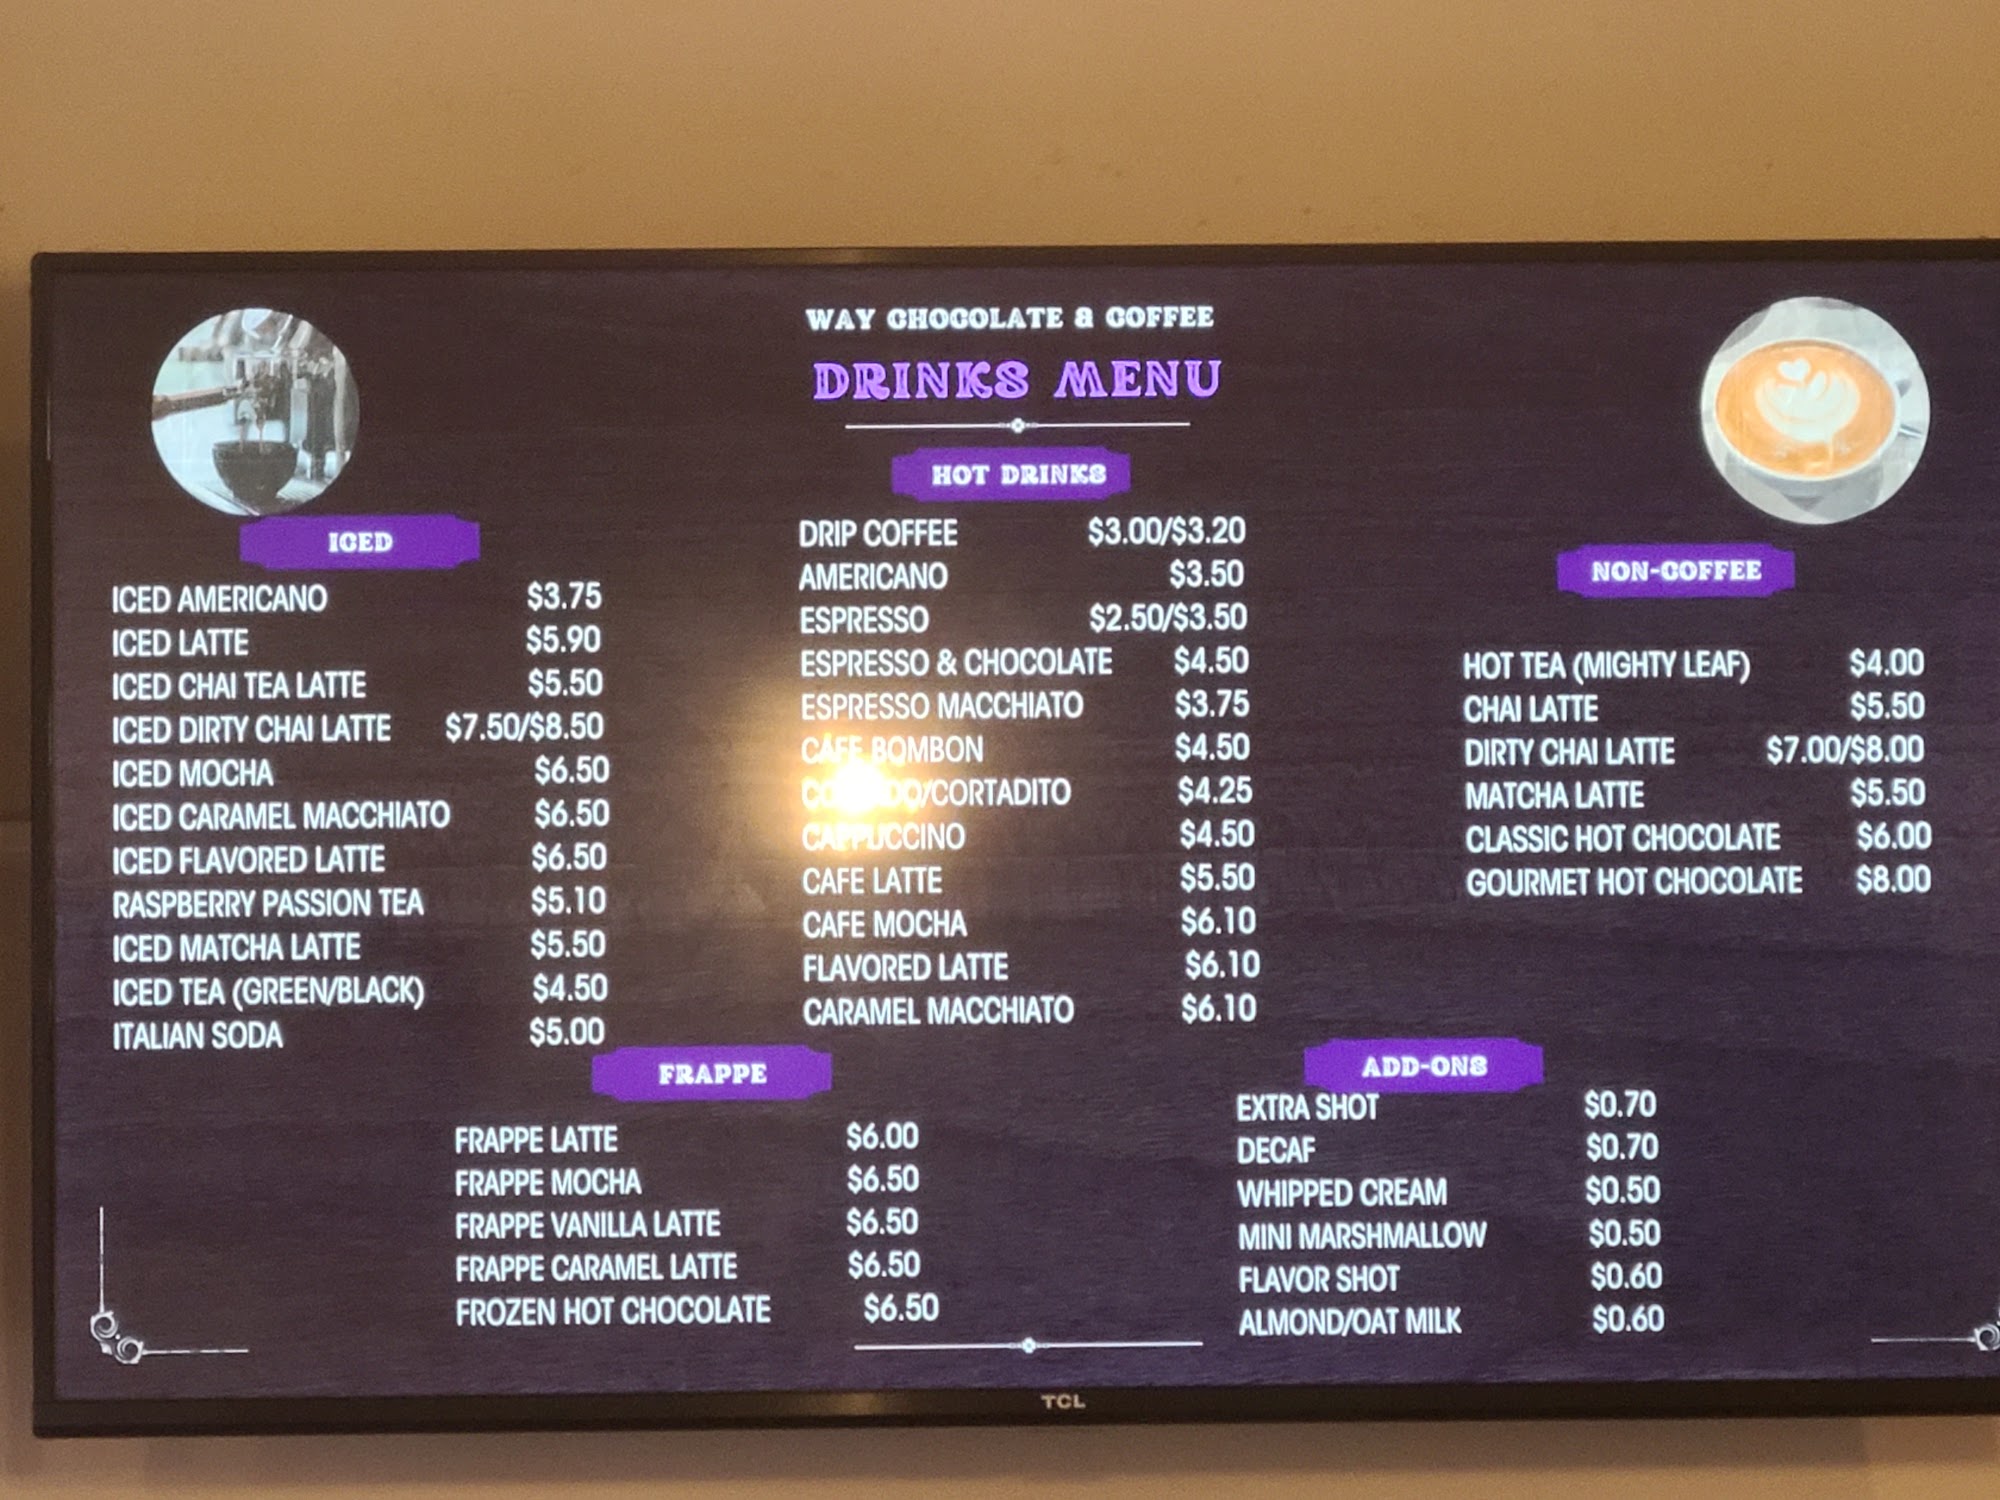 WAY CHOCOLATE & COFFEE
DRINKS MENU
ICED
ICED AMERICANO $3.75
ICED LATTE $5.90
ICED CHAI TEA LATTE $5.50
ICED DIRTY CHAI LATTE $7.50/$8.50
ICED MOCHA $6.50
ICED CARAMEL MACCHIATO $6.50
ICED FLAVORED LATTE $6.50
RASPBERRY PASSION TEA $5.10
ICED MATCHA LATTE $5.50
ICED TEA (GREEN/BLACK) $4.50
ITALIAN SODA $5.00
HOT DRINKS
DRIP COFFEE $3.00/$3.20
AMERICANO $3.50
ESPRESSO $2.50/$3.50
ESPRESSO & CHOCOLATE $4.50
ESPRESSO MACCHIATO $3.75
CAFE BOMBON $4.50
/CORTADITO $4.25
CAPPUCCINO $4.50
CAFE LATTE $5.50
CAFE MOCHA $6.10
FLAVORED LATTE $6.10
CARAMEL MACCHIATO $6.10
NON-COFFEE
HOT TEA (MIGHTY LEAF) $4.00
CHAI LATTE $5.50
DIRTY CHAI LATTE $7.00/$8.00
MATCHA LATTE $5.50
CLASSIC HOT CHOCOLATE $6.00
GOURMET HOT CHOCOLATE $8.00
FRAPPE
FRAPPE LATTE $6.00
FRAPPE MOCHA $6.50
FRAPPE VANILLA LATTE $6.50
FRAPPE CARAMEL LATTE $6.50
FROZEN HOT CHOCOLATE $6.50
ADD-ONS
EXTRA SHOT $0.70
DECAF $0.70
WHIPPED CREAM $0.50
MINI MARSHMALLOW $0.50
FLAVOR SHOT $0.60
ALMOND/OAT MILK $0.60
TCL